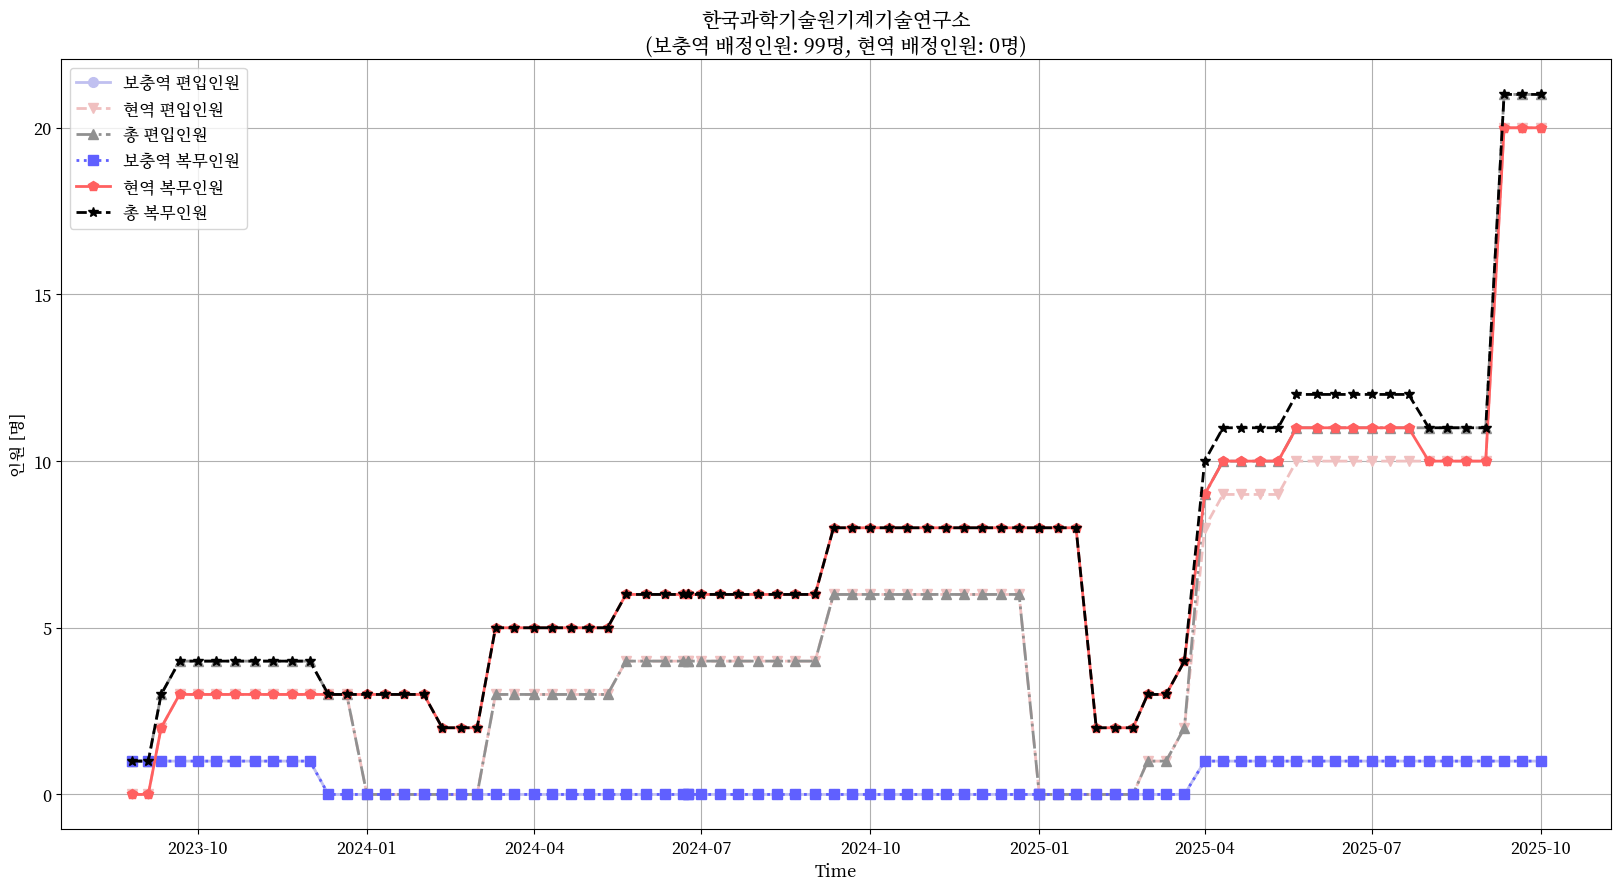 한국과학기술원기계기술연구소
(보충역 배정인원: 99명, 현역 배정인원: 0명)
보충역 편입인원
현역 편입인원
총 편입인원
보충역 복무인원
현역 복무인원
총 복무인원
인원 [명]
20
15
10
5
0
2023-10
2024-01
2024-04
2024-07
2024-10
2025-01
2025-04
2025-07
2025-10
Time